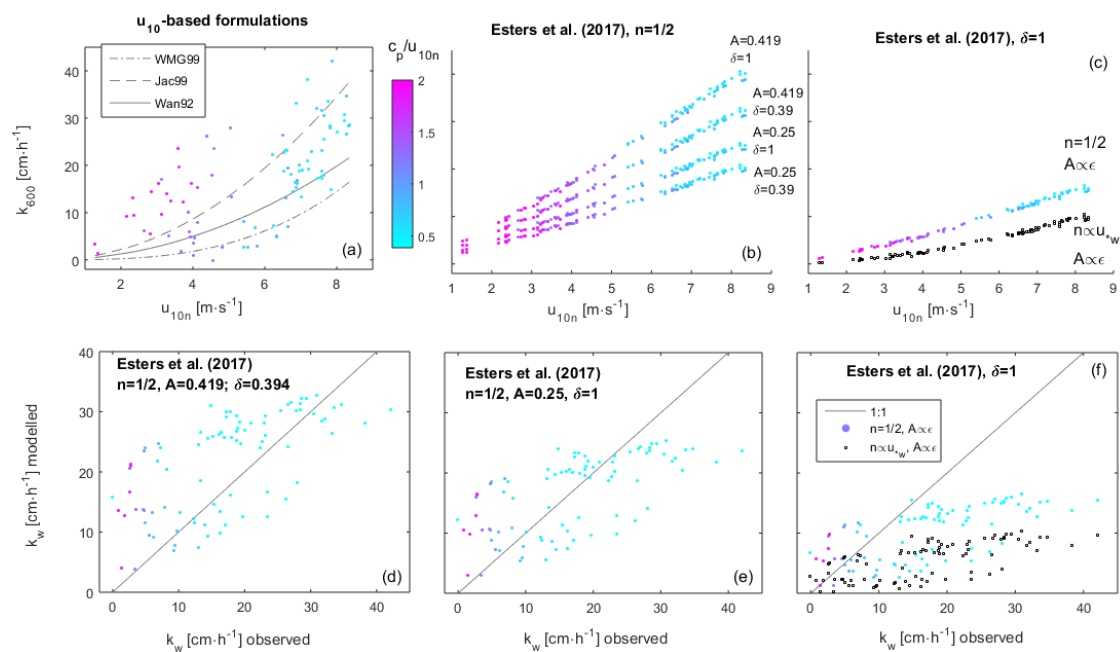 u₁₀-based formulations
WMG99
Jac99
Wan92
k₆₀₀ [cm·h⁻¹]
40
30
20
10
0
2
4
6
8
u₁₀ₙ [m·s⁻¹]
(a)
cₚ/u₁₀ₙ
2
1.5
1
0.5
Esters et al. (2017), n=1/2
A=0.419
δ=1
A=0.419
δ=0.39
A=0.25
δ=1
A=0.25
δ=0.39
(b)
1
2
3
4
5
6
7
8
9
u₁₀ₙ [m·s⁻¹]
Esters et al. (2017), δ=1
(c)
n=1/2
A∝ϵ
n∝u*w
A∝ϵ
1
2
3
4
5
6
7
8
9
u₁₀ₙ [m·s⁻¹]
Esters et al. (2017)
n=1/2, A=0.419; δ=0.394
k_w [cm·h⁻¹] modelled
40
30
20
10
0
(d)
0
10
20
30
40
k_w [cm·h⁻¹] observed
Esters et al. (2017)
n=1/2, A=0.25, δ=1
(e)
0
10
20
30
40
k_w [cm·h⁻¹] observed
Esters et al. (2017), δ=1
(f)
1:1
n=1/2, A∝ϵ
n∝u*w, A∝ϵ
0
10
20
30
40
k_w [cm·h⁻¹] observed